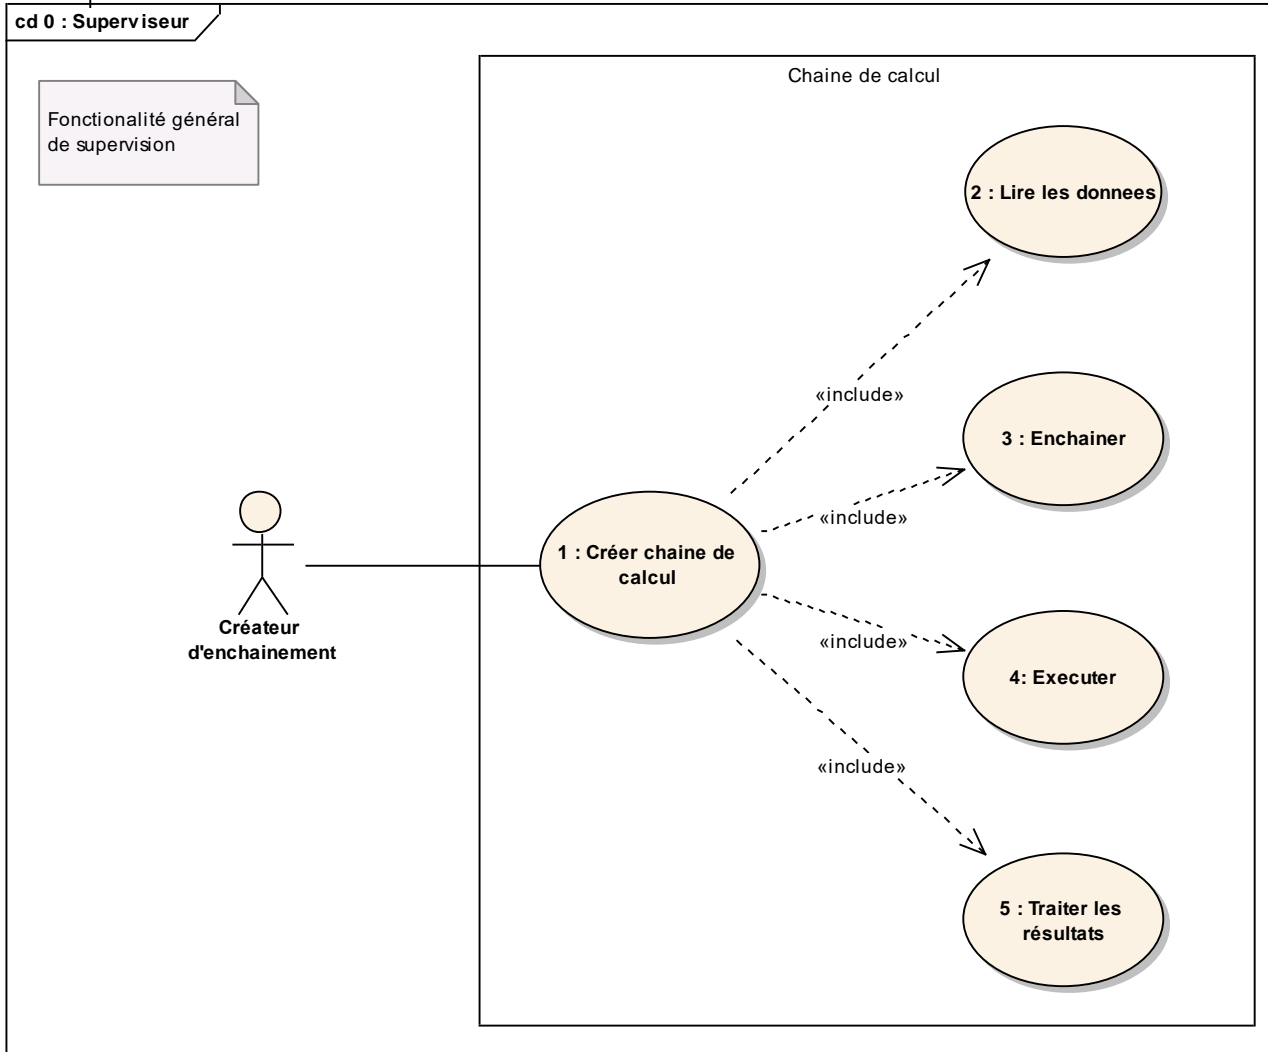 cd 0 : Superviseur
Chaine de calcul
Fonctionalité général
de supervision
2 : Lire les donnees
«include»
3 : Enchainer
«include»
1 : Créer chaine de
calcul
Créateur
d'enchainement
«include»
4: Executer
«include»
5 : Traiter les
résultats